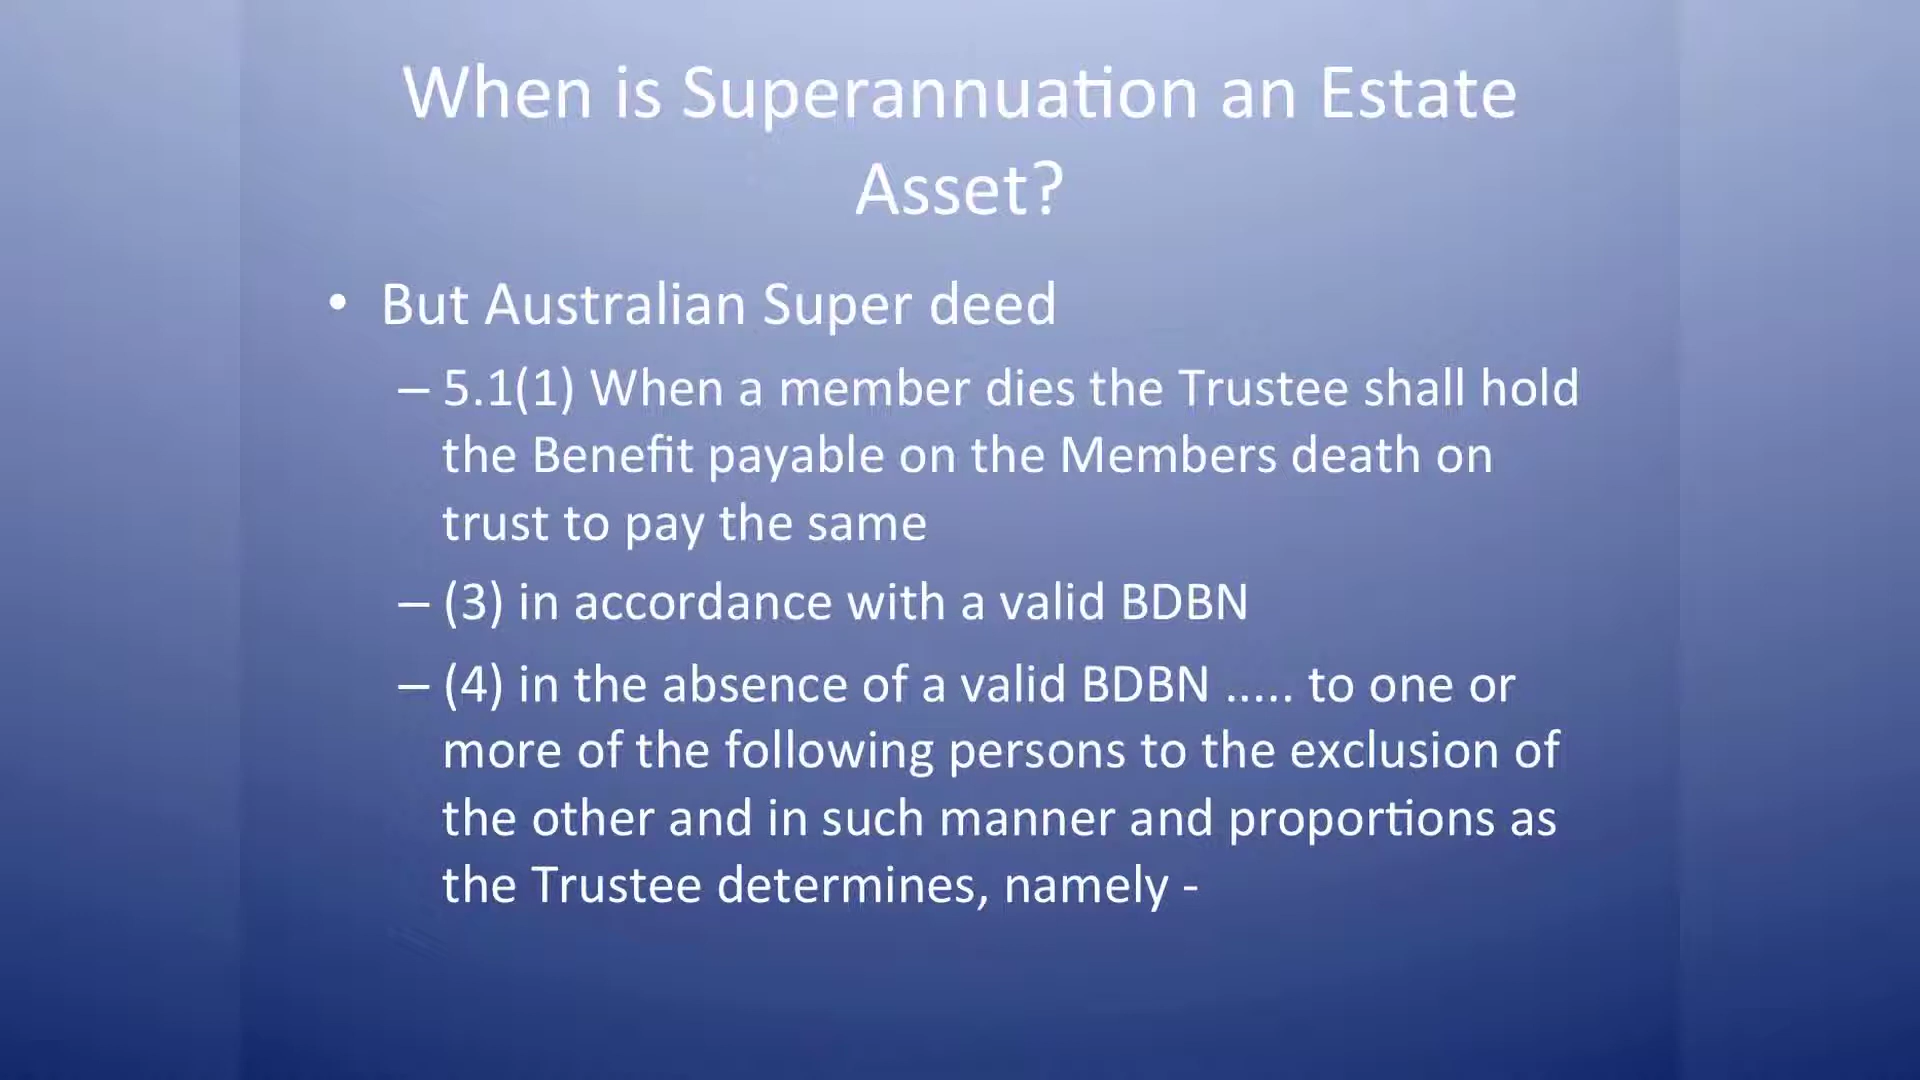 When is Superannuation an Estate
Asset?
• But Australian Super deed
– 5.1(1) When a member dies the Trustee shall hold
the Benefit payable on the Members death on
trust to pay the same
– (3) in accordance with a valid BDBN
– (4) in the absence of a valid BDBN ..... to one or
more of the following persons to the exclusion of
the other and in such manner and proportions as
the Trustee determines, namely -